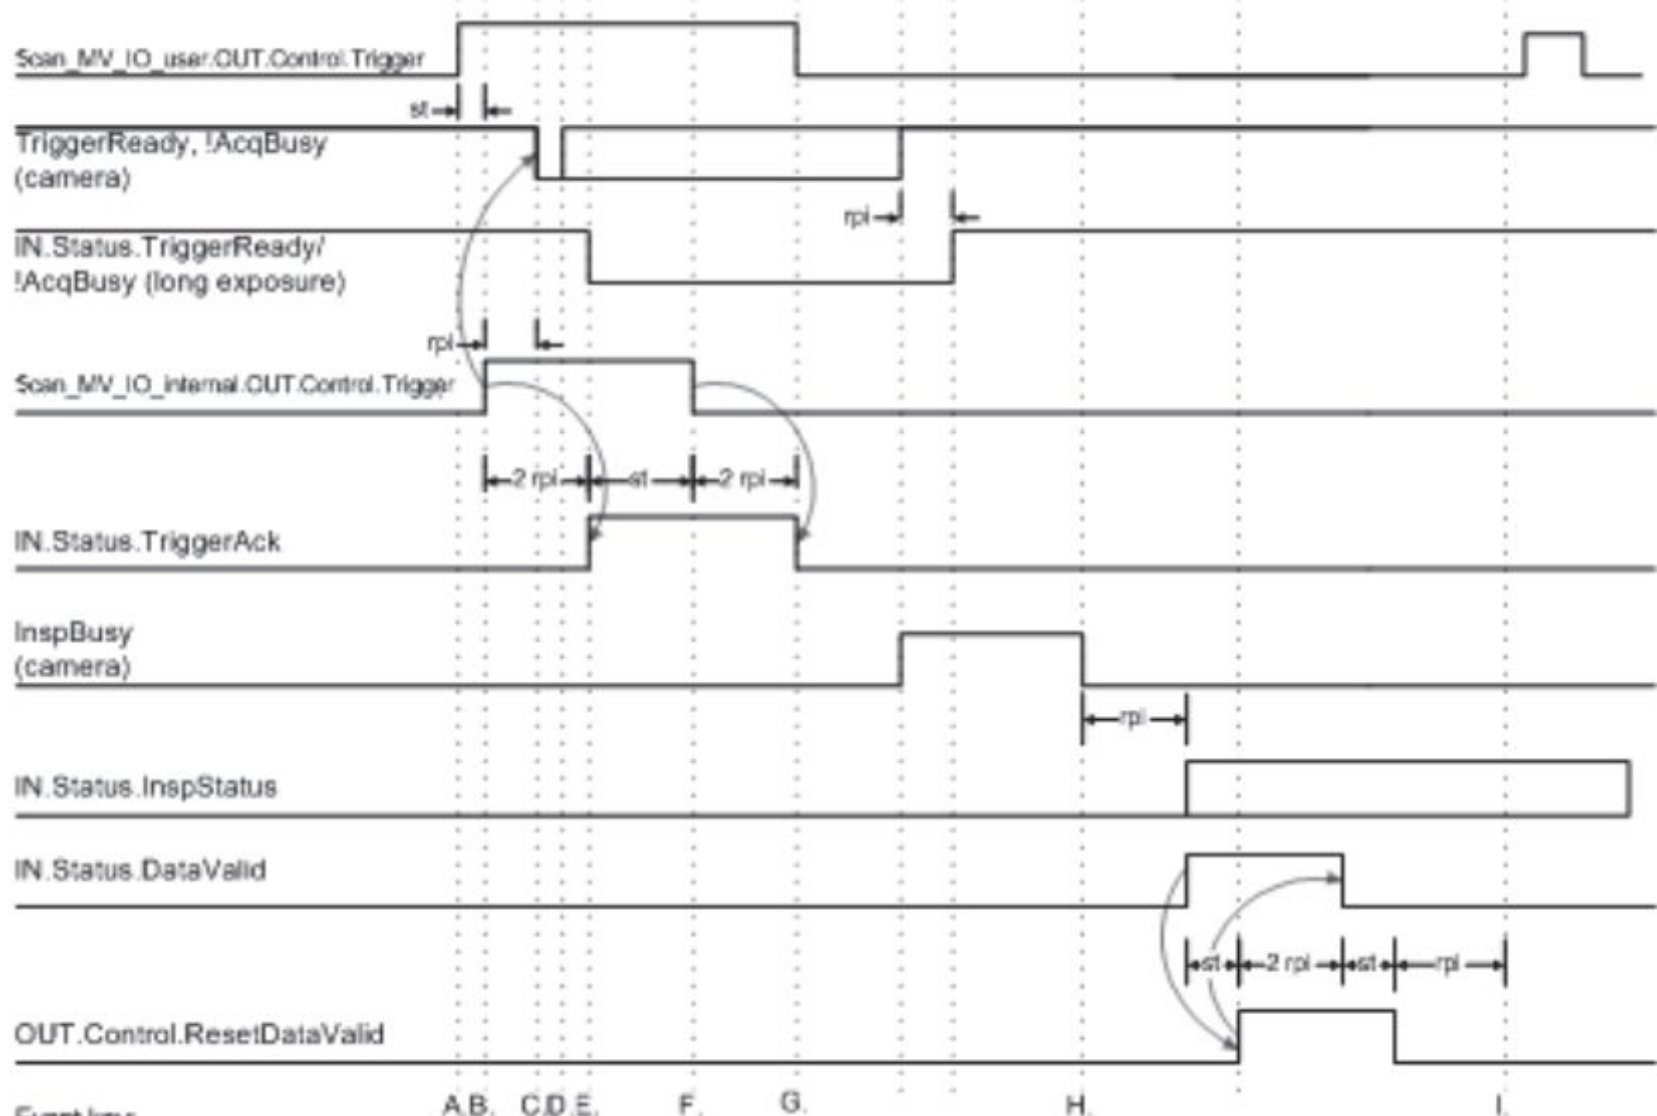 Scan_MV_IO_user.OUT.Control.Trigger
st
TriggerReady, !AcqBusy
(camera)
rpi
IN.Status.TriggerReady/
!AcqBusy (long exposure)
rpi
Scan_MV_IO_internal.OUT.Control.Trigger
2 rpi st 2 rpi
IN.Status.TriggerAck
InspBusy
(camera)
rpi
IN.Status.InspStatus
IN.Status.DataValid
st 2 rpi st rpi
OUT.Control.ResetDataValid
A. B. C. D. E. F. G. H. I.